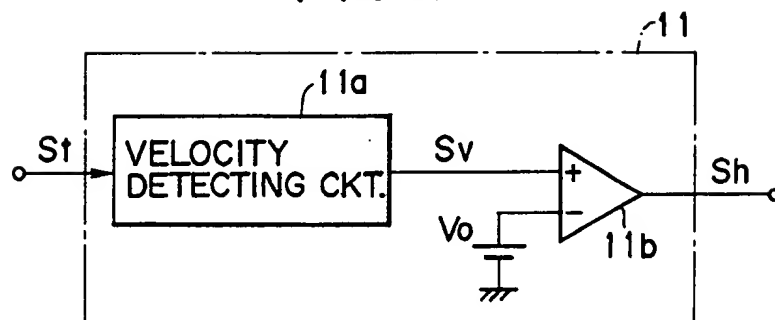 11
11a
St
VELOCITY
DETECTING CKT.
Sv
+
Sh
−
Vo
11b